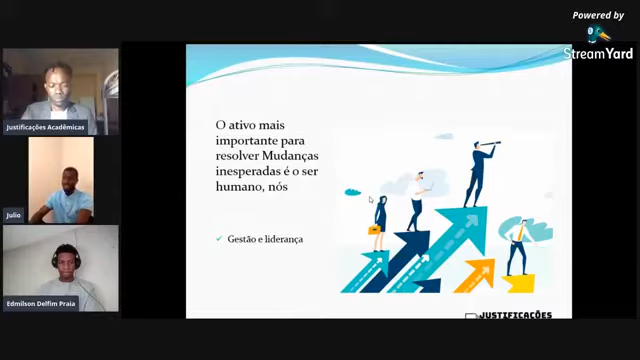 Powered by
StreamYard
Justificações Acadêmicas
Julio
Edmilson Delfim Praia
O ativo mais
importante para
resolver Mudanças
inesperadas é o ser
humano, nós
Gestão e liderança
JUSTIFICAÇÕES